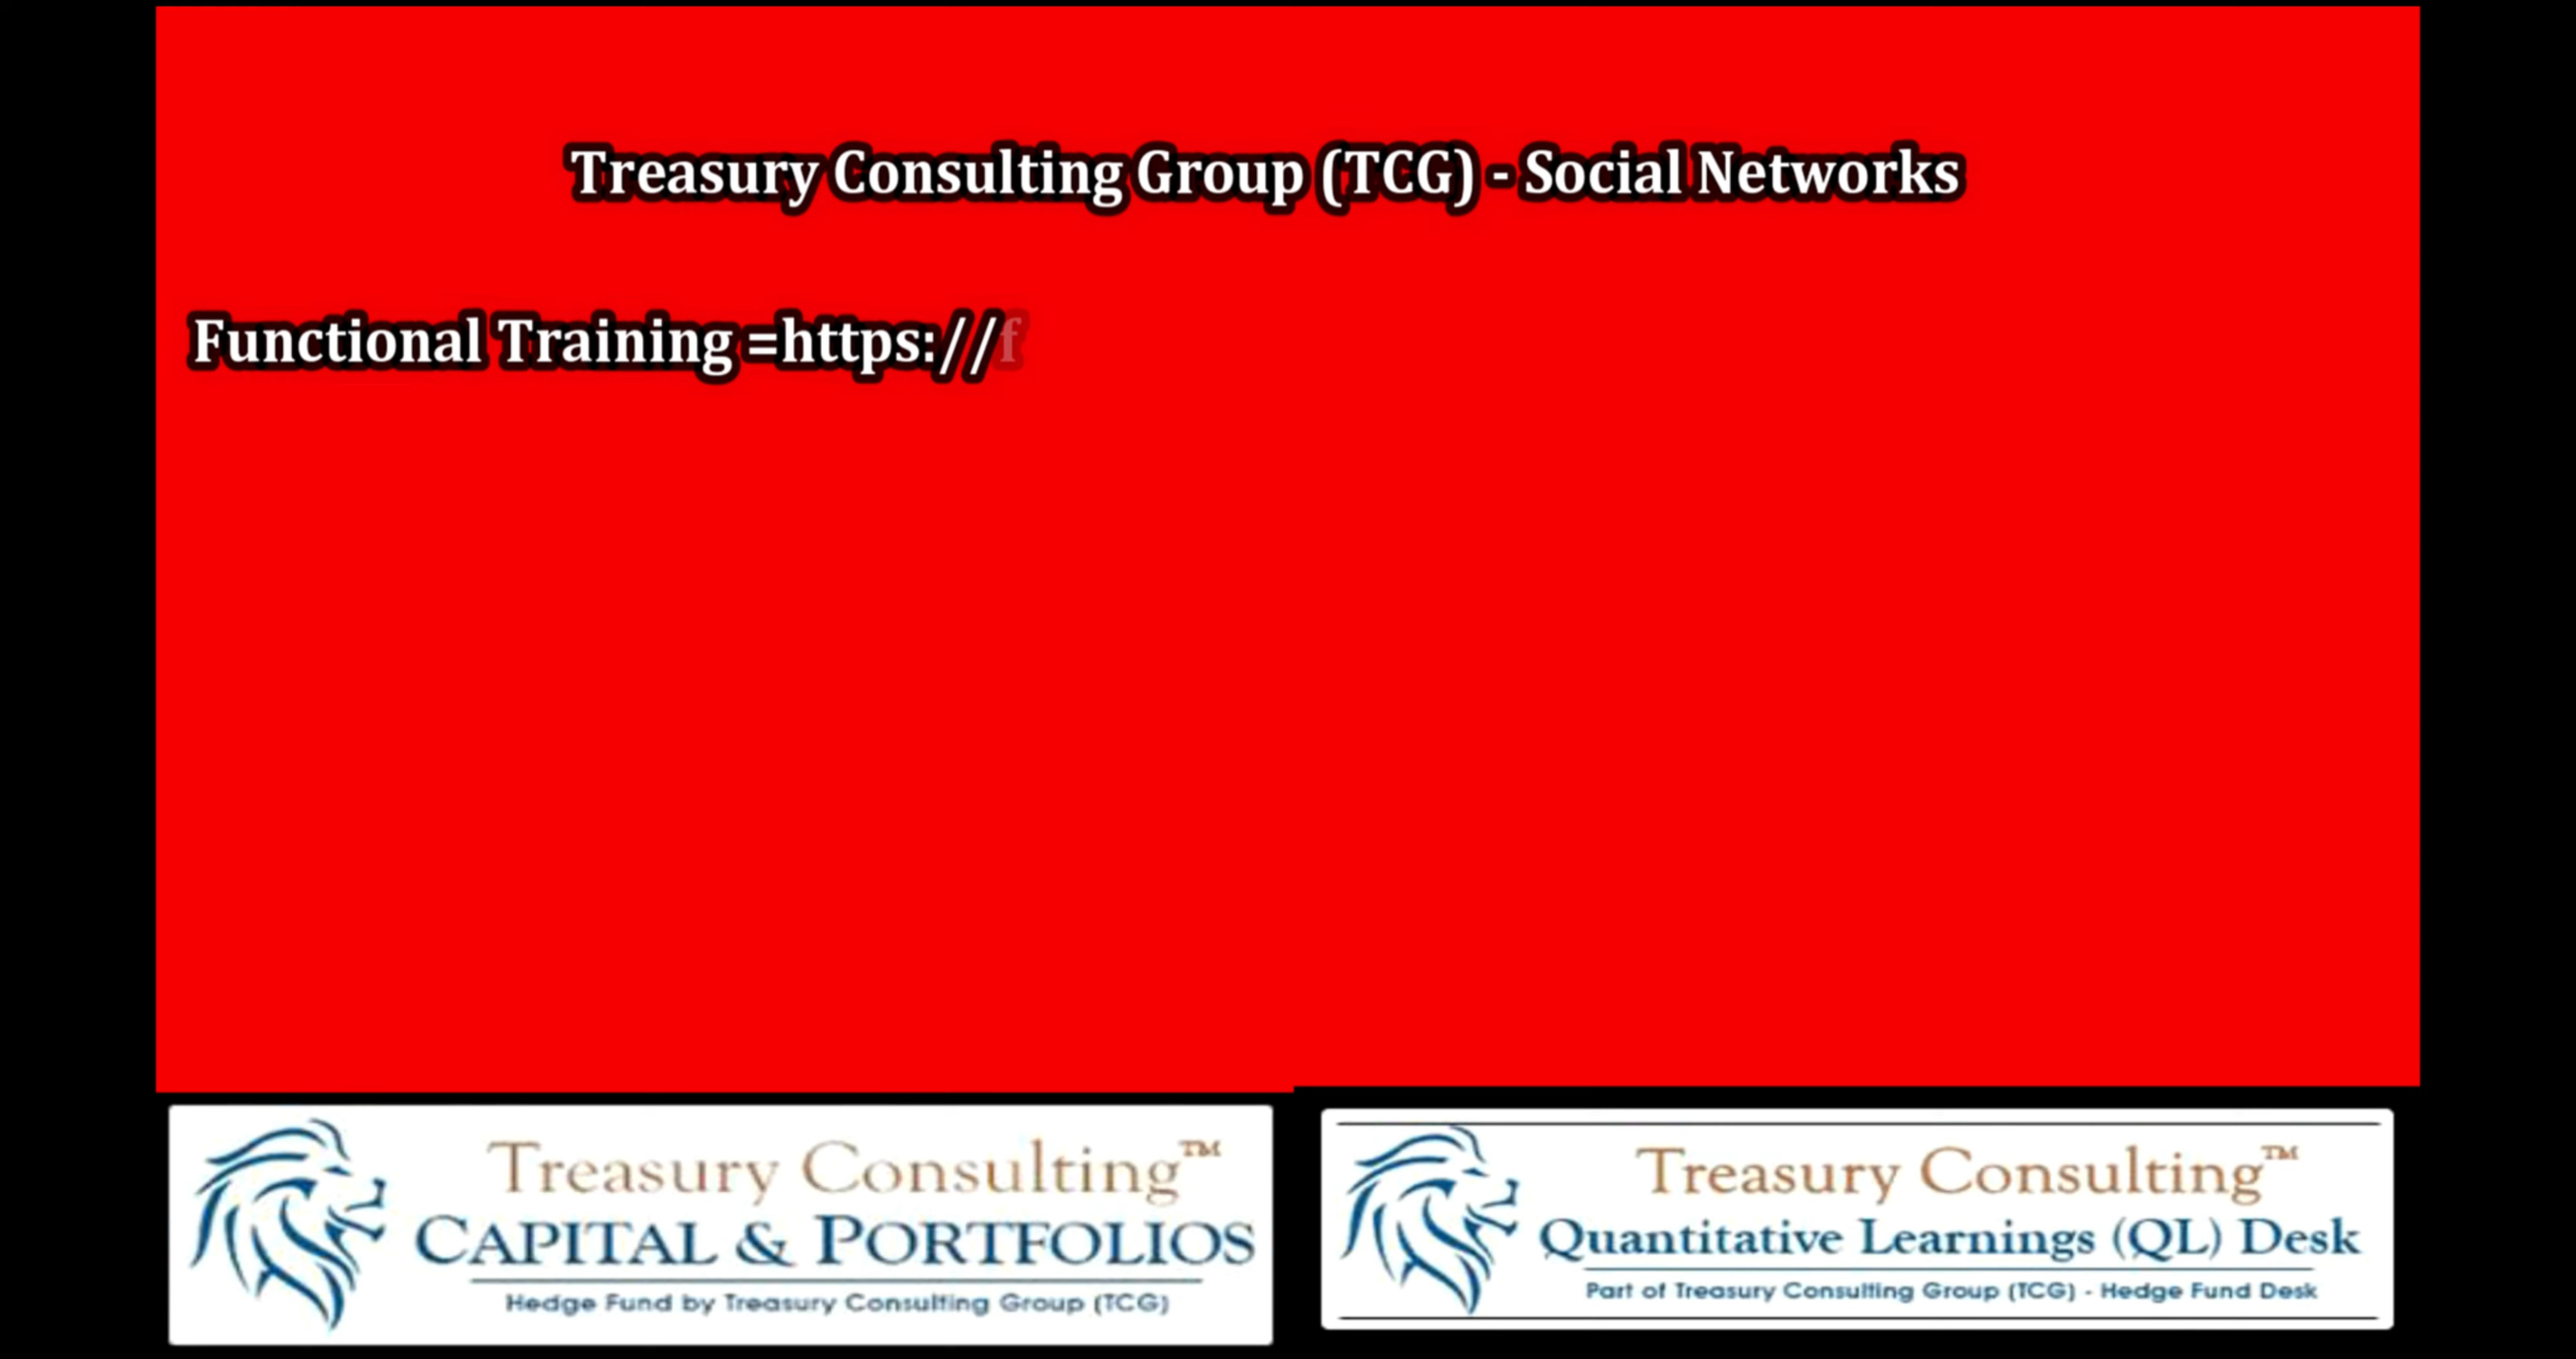 Treasury Consulting Group (TCG) - Social Networks
Functional Training =https://f
Treasury Consulting™
CAPITAL & PORTFOLIOS
Hedge Fund by Treasury Consulting Group (TCG)
Treasury Consulting™
Quantitative Learnings (QL) Desk
Part of Treasury Consulting Group (TCG) - Hedge Fund Desk